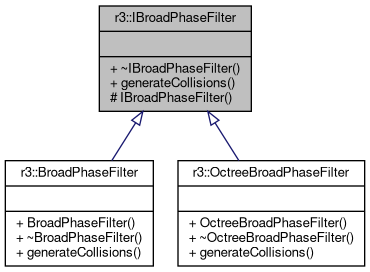 r3::IBroadPhaseFilter
+ ~IBroadPhaseFilter()
+ generateCollisions()
# IBroadPhaseFilter()
r3::BroadPhaseFilter
+ BroadPhaseFilter()
+ ~BroadPhaseFilter()
+ generateCollisions()
r3::OctreeBroadPhaseFilter
+ OctreeBroadPhaseFilter()
+ ~OctreeBroadPhaseFilter()
+ generateCollisions()